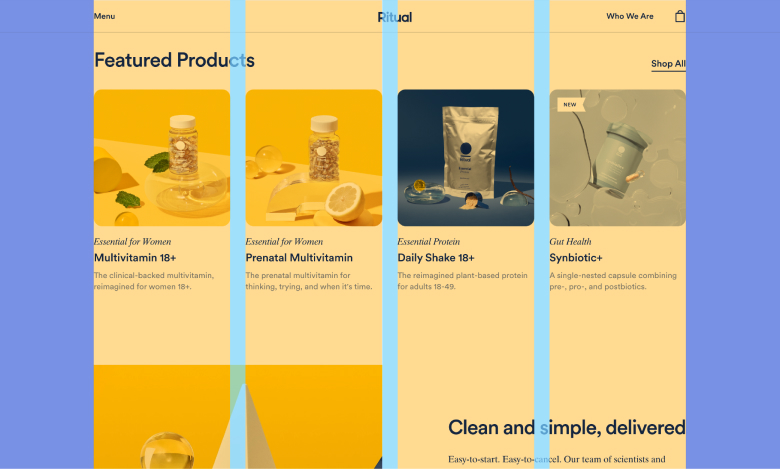 Menu
Ritual
Who We Are
Featured Products
Shop All
NEW
Essential for Women
Multivitamin 18+
The clinical-backed multivitamin,
reimagined for women 18+.
Essential for Women
Prenatal Multivitamin
The prenatal multivitamin for
thinking, trying, and when it's time.
Essential Protein
Daily Shake 18+
The reimagined plant-based protein
for adults 18-49.
Gut Health
Synbiotic+
A single-nested capsule combining
pre-, pro-, and postbiotics.
Clean and simple, delivered
Easy-to-start. Easy-to-cancel. Our team of scientists and